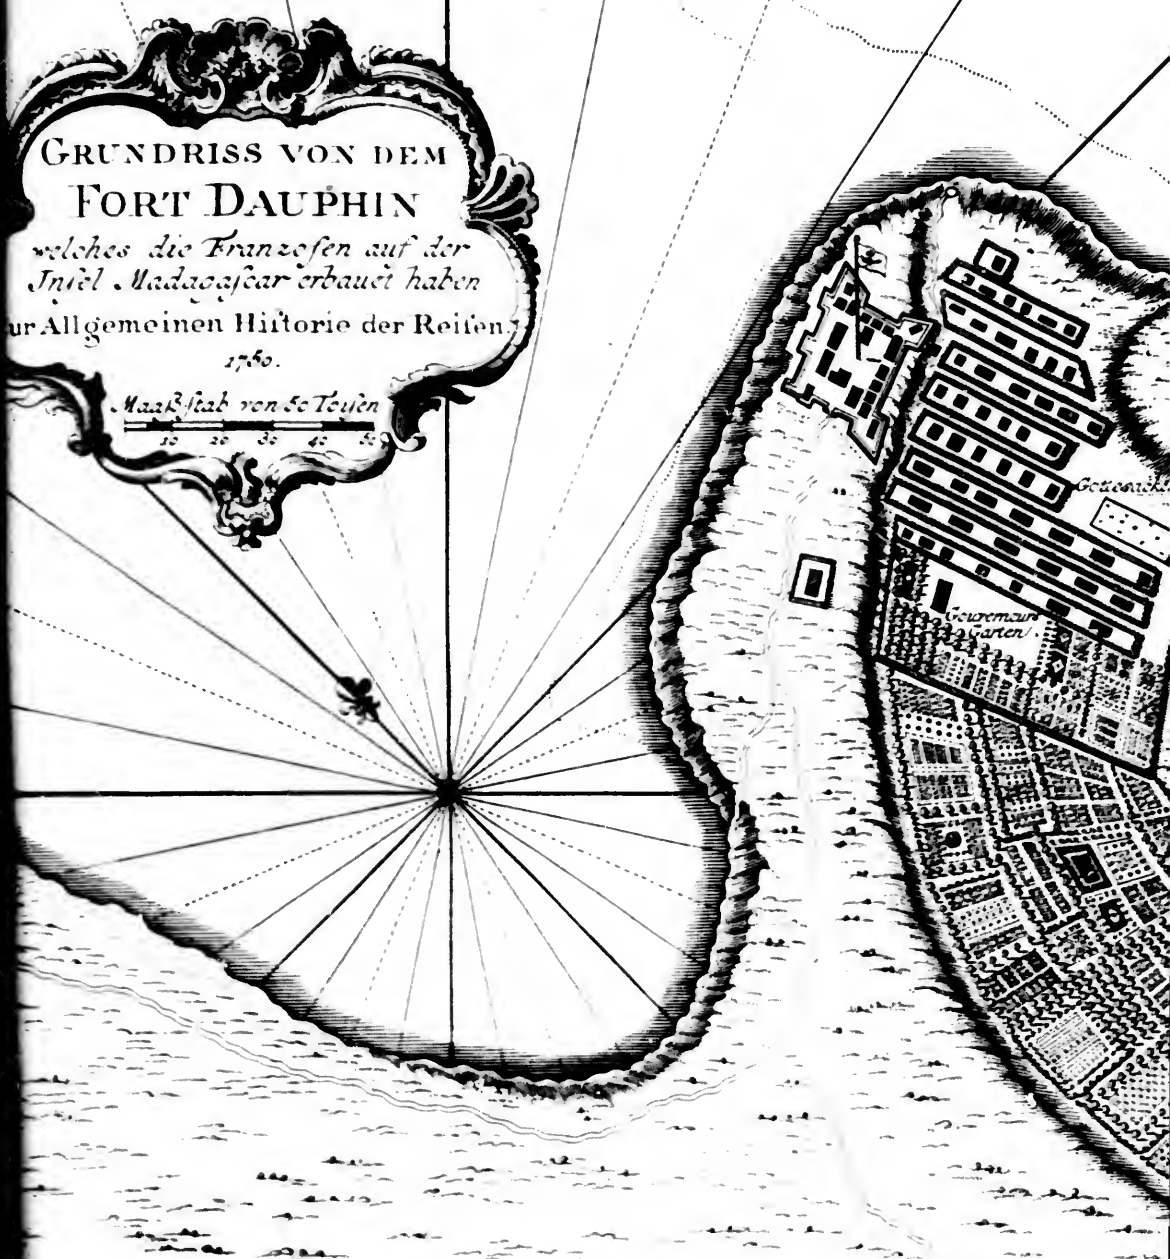 GRUNDRISS VON DEM
FORT DAUPHIN
welches die Franzosen auf der
Insel Madagascar erbauet haben
ur Allgemeinen Historie der Reisen.
1750.
Maaßstab von 50 Toisen
10 20 30 40 50
Gottesack
Gouverneurs
Garten